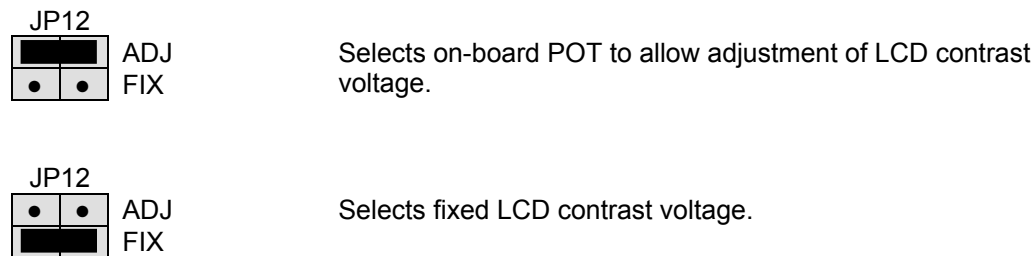 JP12
ADJ Selects on-board POT to allow adjustment of LCD contrast
FIX voltage.
JP12
ADJ Selects fixed LCD contrast voltage.
FIX